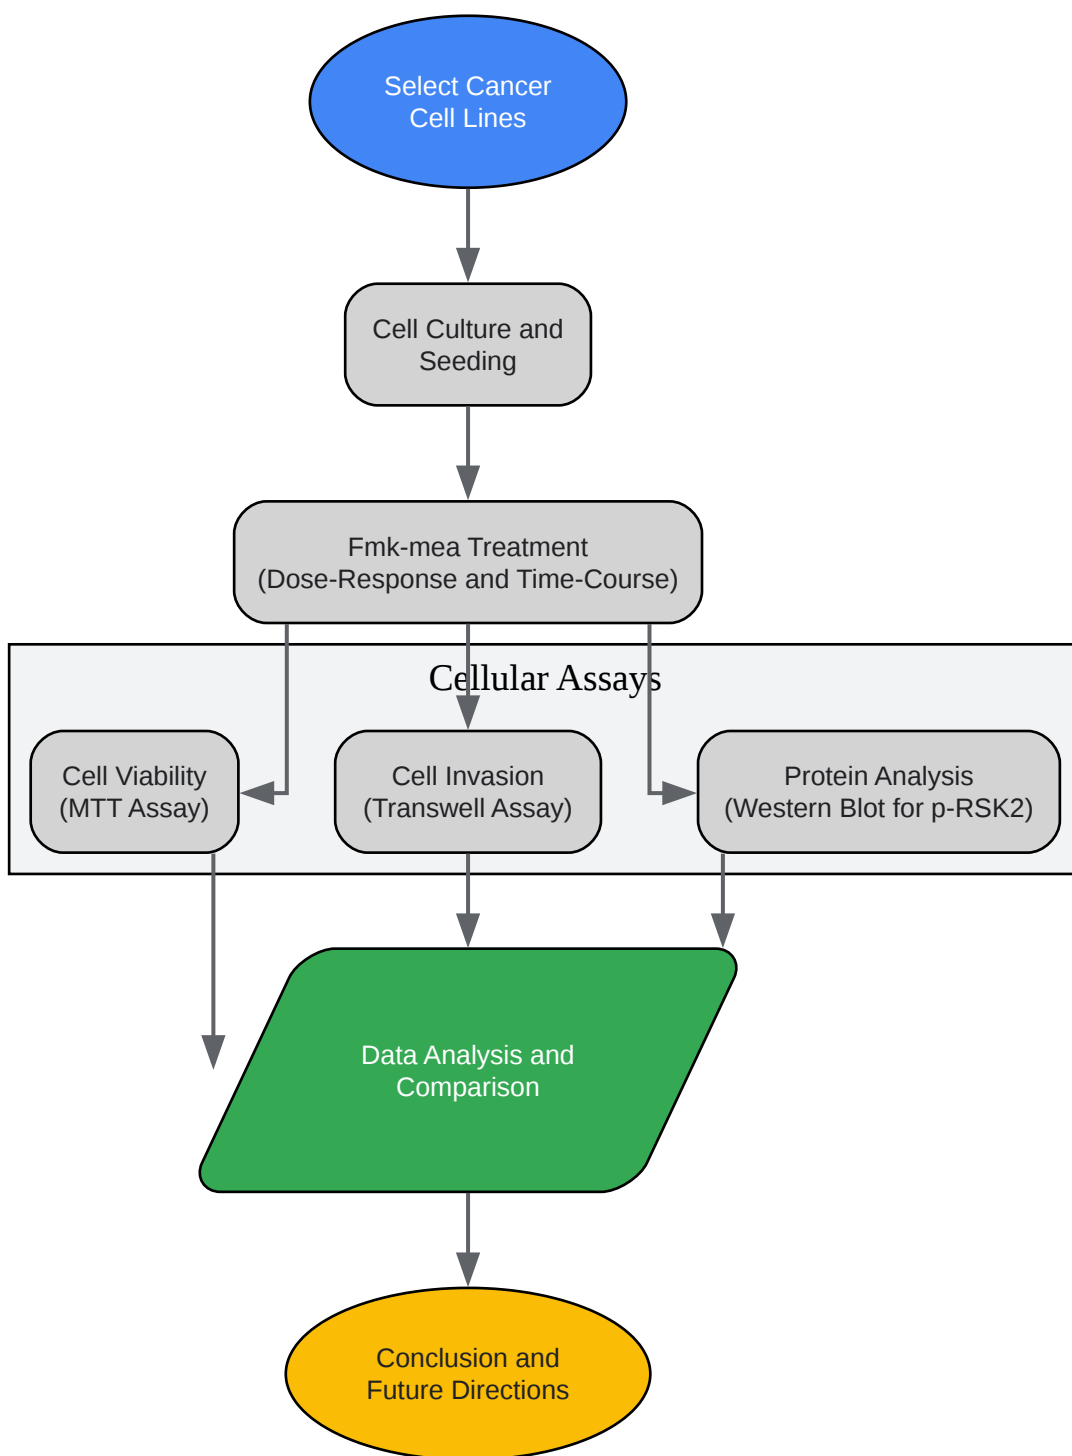 Select Cancer
Cell Lines
Cell Culture and
Seeding
Fmk-mea Treatment
(Dose-Response and Time-Course)
Cellular Assays
Cell Viability
(MTT Assay)
Cell Invasion
(Transwell Assay)
Protein Analysis
(Western Blot for p-RSK2)
Data Analysis and
Comparison
Conclusion and
Future Directions